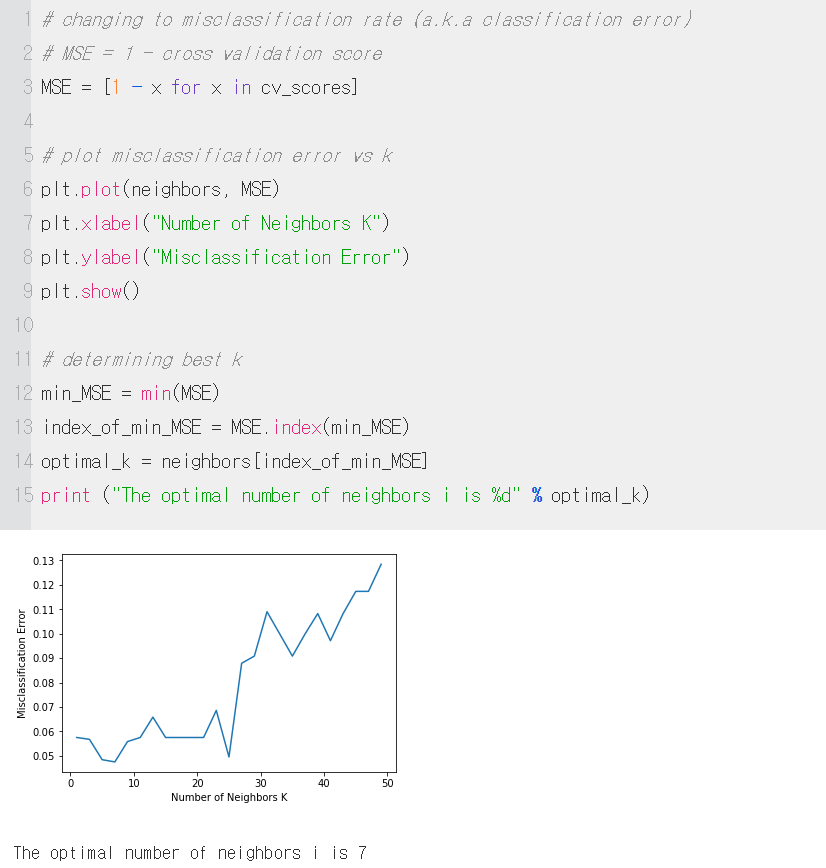 1 # changing to misclassification rate (a.k.a classification error)
2 # MSE = 1 - cross validation score
3 MSE = [1 - x for x in cv_scores]
4
5 # plot misclassification error vs k
6 plt.plot(neighbors, MSE)
7 plt.xlabel("Number of Neighbors K")
8 plt.ylabel("Misclassification Error")
9 plt.show()
10
11 # determining best k
12 min_MSE = min(MSE)
13 index_of_min_MSE = MSE.index(min_MSE)
14 optimal_k = neighbors[index_of_min_MSE]
15 print ("The optimal number of neighbors i is %d" % optimal_k)
0.13
0.12
0.11
0.10
0.09
0.08
0.07
0.06
0.05
Misclassification Error
0 10 20 30 40 50
Number of Neighbors K
The optimal number of neighbors i is 7